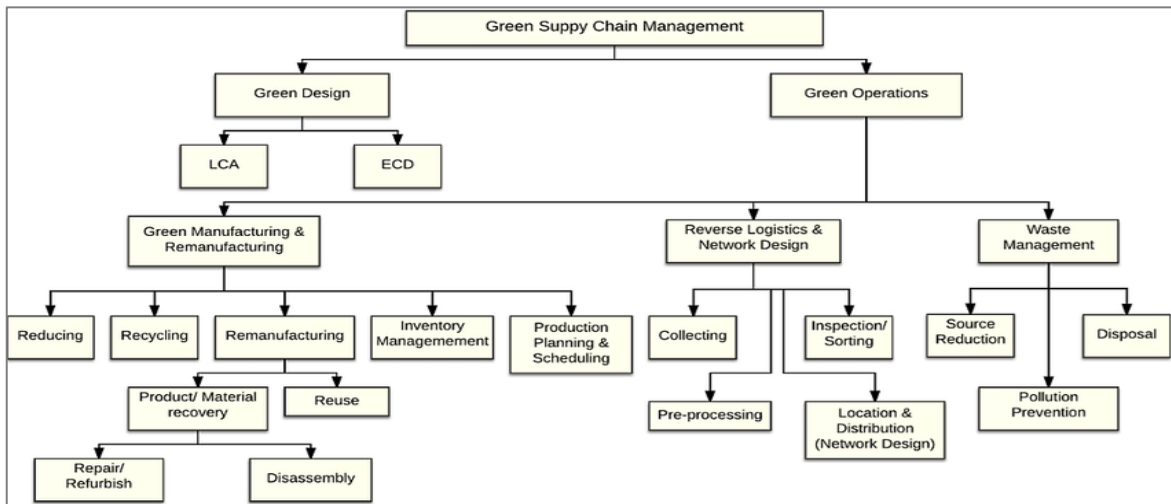 Green Suppy Chain Management
Green Design
Green Operations
LCA
ECD
Green Manufacturing &
Remanufacturing
Reverse Logistics &
Network Design
Waste
Management
Reducing
Recycling
Remanufacturing
Inventory
Managemement
Production
Planning &
Scheduling
Collecting
Inspection/
Sorting
Source
Reduction
Disposal
Product/ Material
recovery
Reuse
Pre-processing
Location &
Distribution
(Network Design)
Pollution
Prevention
Repair/
Refurbish
Disassembly